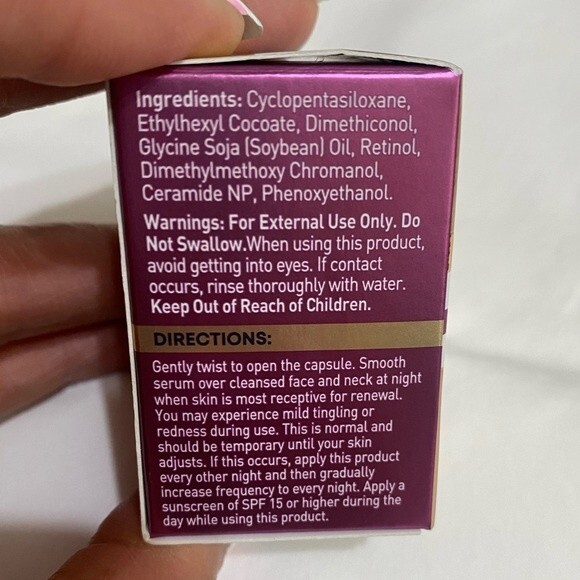 Ingredients: Cyclopentasiloxane,
Ethylhexyl Cocoate, Dimethiconol,
Glycine Soja (Soybean) Oil, Retinol,
Dimethylmethoxy Chromanol,
Ceramide NP, Phenoxyethanol.
Warnings: For External Use Only. Do
Not Swallow.When using this product,
avoid getting into eyes. If contact
occurs, rinse thoroughly with water.
Keep Out of Reach of Children.
DIRECTIONS:
Gently twist to open the capsule. Smooth
serum over cleansed face and neck at night
when skin is most receptive for renewal.
You may experience mild tingling or
redness during use. This is normal and
should be temporary until your skin
adjusts. If this occurs, apply this product
every other night and then gradually
increase frequency to every night. Apply a
sunscreen of SPF 15 or higher during the
day while using this product.